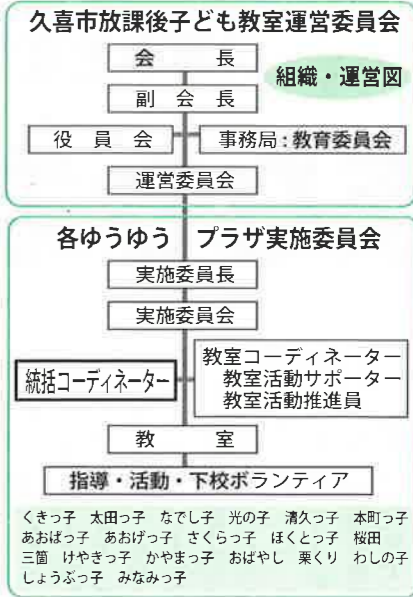 久喜市放課後子ども教室運営委員会
会　　長
組織・運営図
副　会　長
役　員　会
事務局：教育委員会
運営委員会
各ゆうゆう　プラザ実施委員会
実施委員長
実施委員会
統括コーディネーター
教室コーディネーター
教室活動サポーター
教室活動推進員
教　　室
指導・活動・下校ボランティア
くきっ子　太田っ子　なでし子　光の子　清久っ子　本町っ子
あおばっ子　あおげっ子　さくらっ子　ほくとっ子　桜田
三箇　けやきっ子　かやまっ子　おばやし　栗くり　わしの子
しょうぶっ子　みなみっ子